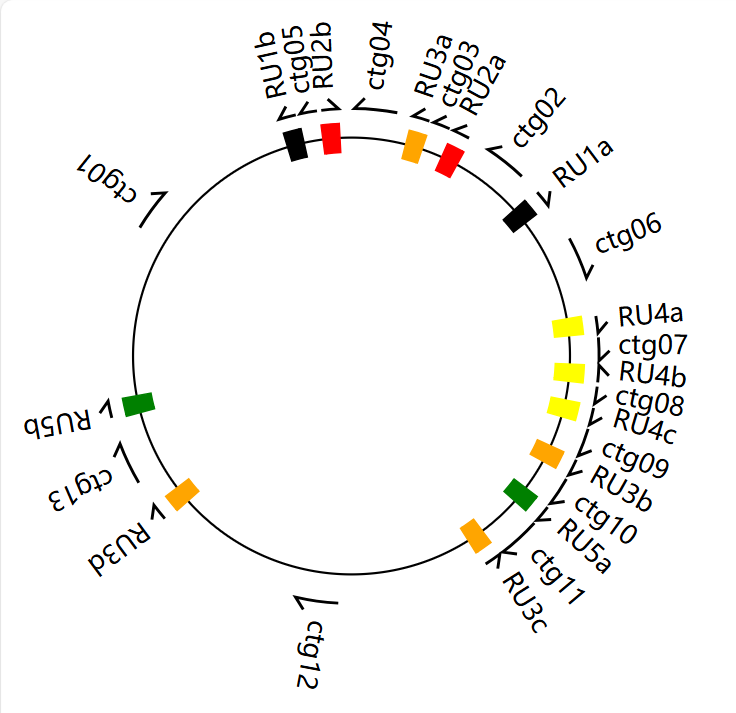 RU1b
ctg05
RU2b
ctg04
RU3a
ctg03
RU2a
ctg02
RU1a
ctg06
RU4a
ctg07
RU4b
ctg08
RU4c
ctg09
RU3b
ctg10
RU5a
ctg11
RU3c
ctg12
RU3d
ctg13
RU5b
ctg01